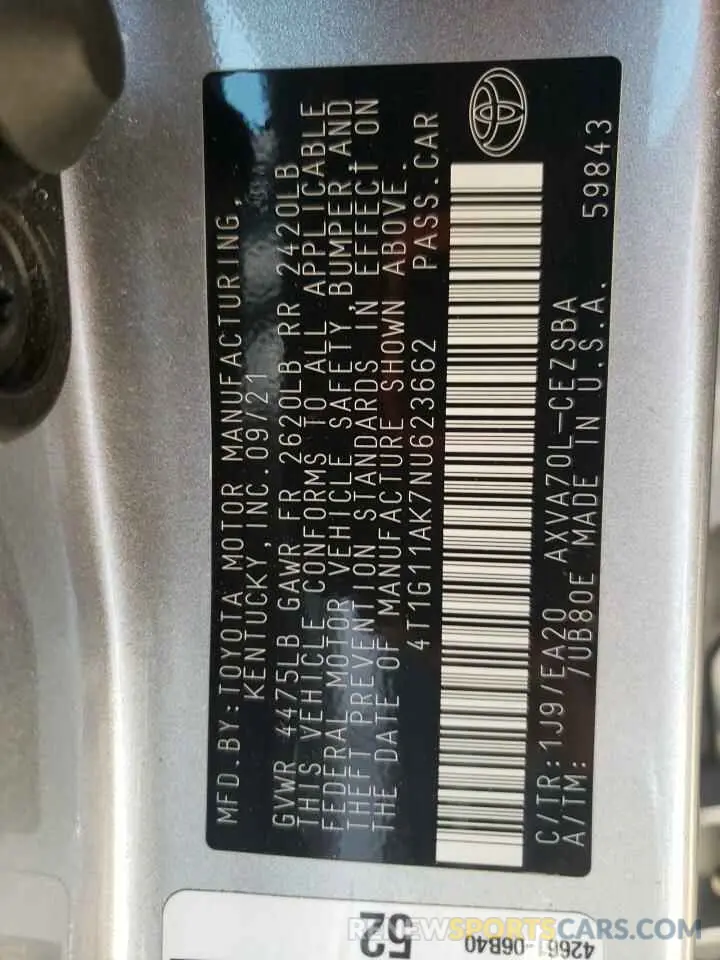 MFD.BY:TOYOTA MOTOR MANUFACTURING,
KENTUCKY, INC.09/21
GVWR 4475LB GAWR FR 2620LB RR 2420LB
THIS VEHICLE CONFORMS TO ALL APPLICABLE
FEDERAL MOTOR VEHICLE SAFETY, BUMPER AND
THEFT PREVENTION STANDARDS IN EFFECT ON
THE DATE OF MANUFACTURE SHOWN ABOVE.
4T1G11AK7NU623662 PASS.CAR
C/TR:1J9/EA20 AXVA70L-CEZSBA
A/TM: /UB80E MADE IN U.S.A. 59843
52
42661-06B40
RENEWSPORTSCARS.COM